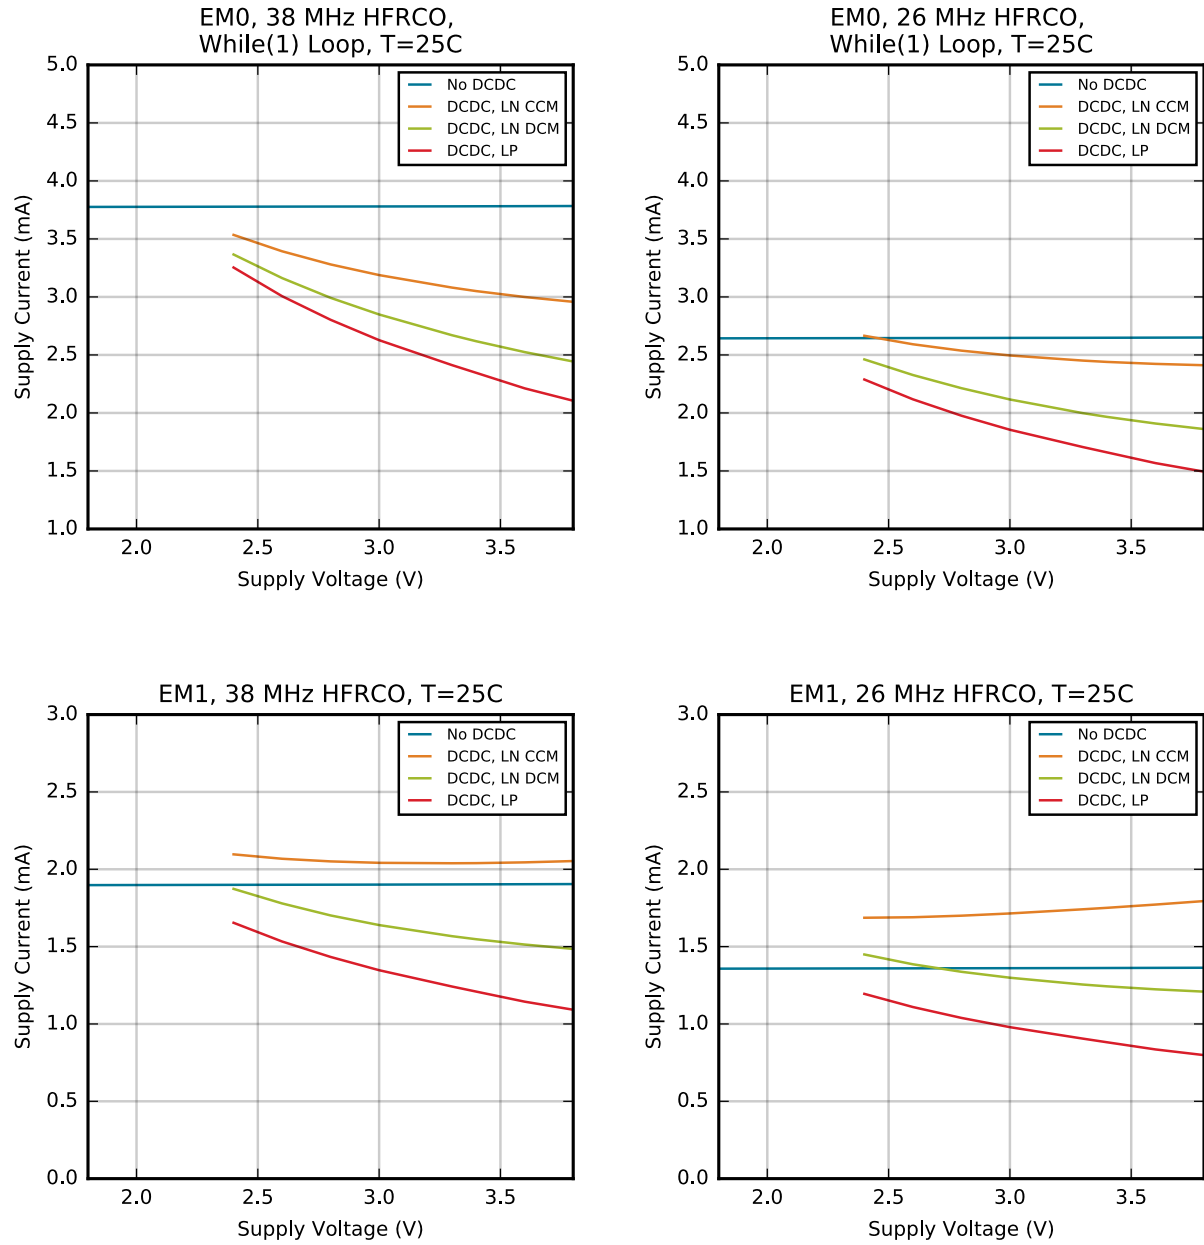 EM0, 38 MHz HFRCO,
While(1) Loop, T=25C
5.0
4.5
4.0
3.5
3.0
2.5
2.0
1.5
1.0
Supply Current (mA)
No DCDC
DCDC, LN CCM
DCDC, LN DCM
DCDC, LP
2.0 2.5 3.0 3.5
Supply Voltage (V)
EM0, 26 MHz HFRCO,
While(1) Loop, T=25C
5.0
4.5
4.0
3.5
3.0
2.5
2.0
1.5
1.0
Supply Current (mA)
No DCDC
DCDC, LN CCM
DCDC, LN DCM
DCDC, LP
2.0 2.5 3.0 3.5
Supply Voltage (V)
EM1, 38 MHz HFRCO, T=25C
3.0
2.5
2.0
1.5
1.0
0.5
0.0
Supply Current (mA)
No DCDC
DCDC, LN CCM
DCDC, LN DCM
DCDC, LP
2.0 2.5 3.0 3.5
Supply Voltage (V)
EM1, 26 MHz HFRCO, T=25C
3.0
2.5
2.0
1.5
1.0
0.5
0.0
Supply Current (mA)
No DCDC
DCDC, LN CCM
DCDC, LN DCM
DCDC, LP
2.0 2.5 3.0 3.5
Supply Voltage (V)